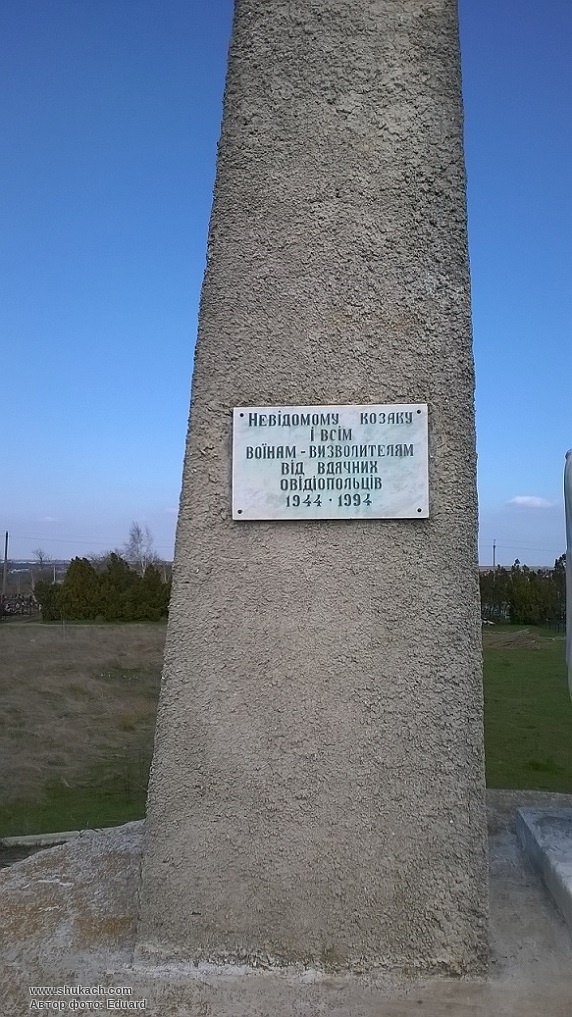 Невідомому козаку
і всім
воїнам - визволителям
від вдячних
овідіопольців
1944 · 1994
www.shukach.com
Автор фото: Eduard